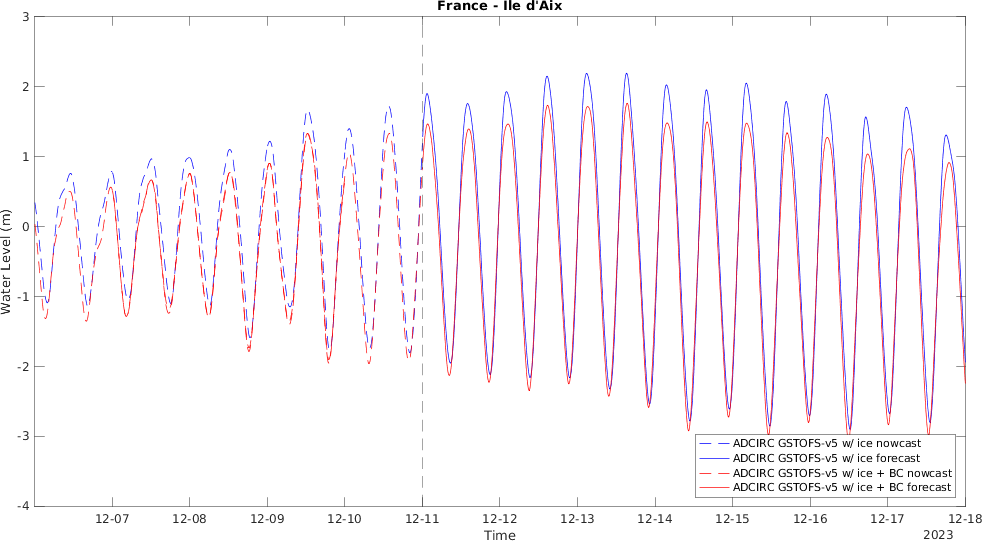 France - Ile d'Aix
3
2
1
0
-1
-2
-3
-4
Water Level (m)
ADCIRC GSTOFS-v5 w/ ice nowcast
ADCIRC GSTOFS-v5 w/ ice forecast
ADCIRC GSTOFS-v5 w/ ice + BC nowcast
ADCIRC GSTOFS-v5 w/ ice + BC forecast
12-07 12-08 12-09 12-10 12-11 12-12 12-13 12-14 12-15 12-16 12-17 12-18
Time
2023